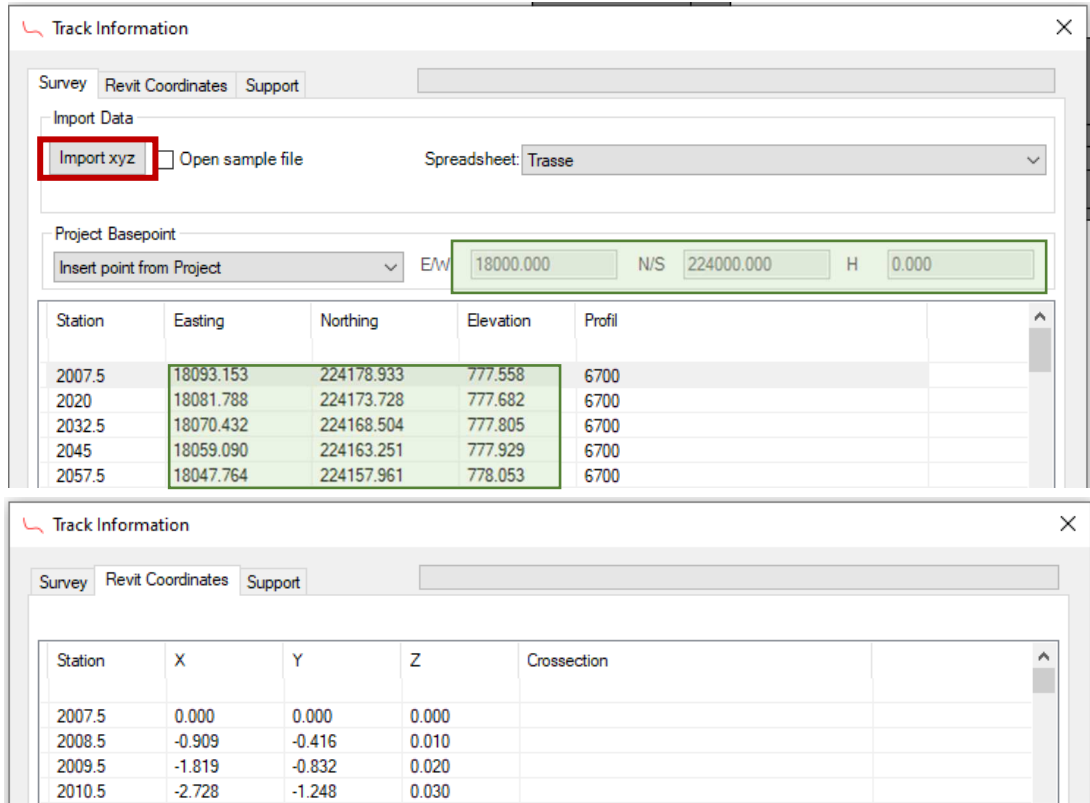 Track Information
Survey Revit Coordinates Support
Import Data
Import xyz Open sample file Spreadsheet: Trasse
Project Basepoint
Insert point from Project E/W 18000.000 N/S 224000.000 H 0.000
Station Easting Northing Elevation Profil
2007.5 18093.153 224178.933 777.558 6700
2020 18081.788 224173.728 777.682 6700
2032.5 18070.432 224168.504 777.805 6700
2045 18059.090 224163.251 777.929 6700
2057.5 18047.764 224157.961 778.053 6700
Track Information
Survey Revit Coordinates Support
Station X Y Z Crossection
2007.5 0.000 0.000 0.000
2008.5 -0.909 -0.416 0.010
2009.5 -1.819 -0.832 0.020
2010.5 -2.728 -1.248 0.030